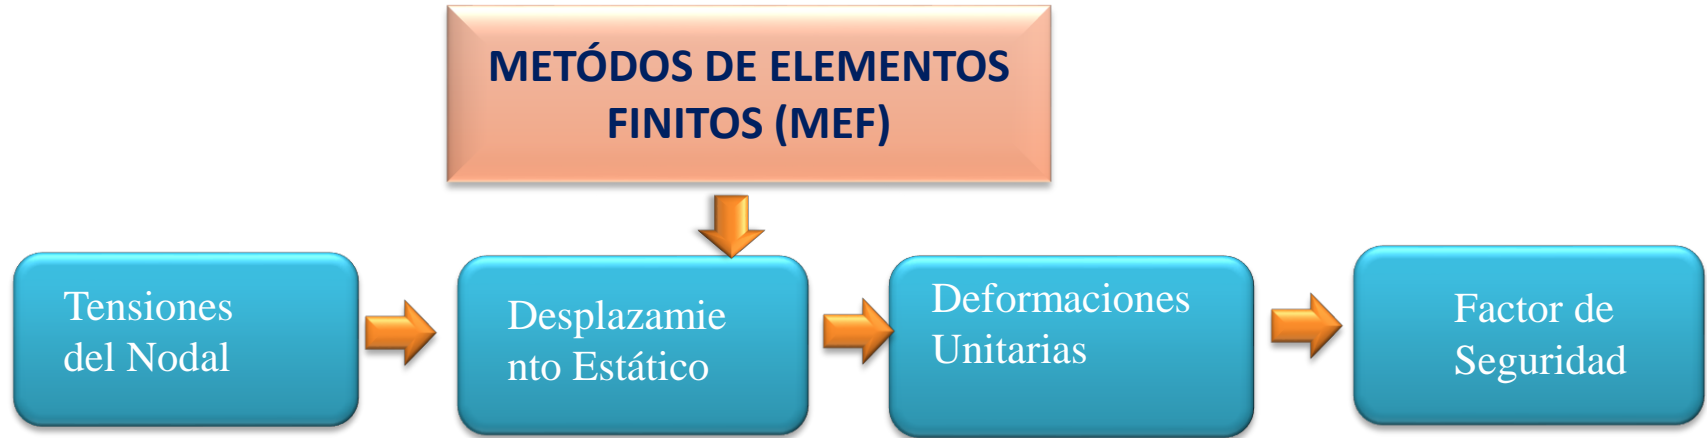 METÓDOS DE ELEMENTOS
FINITOS (MEF)
Tensiones
del Nodal
Desplazamie
nto Estático
Deformaciones
Unitarias
Factor de
Seguridad